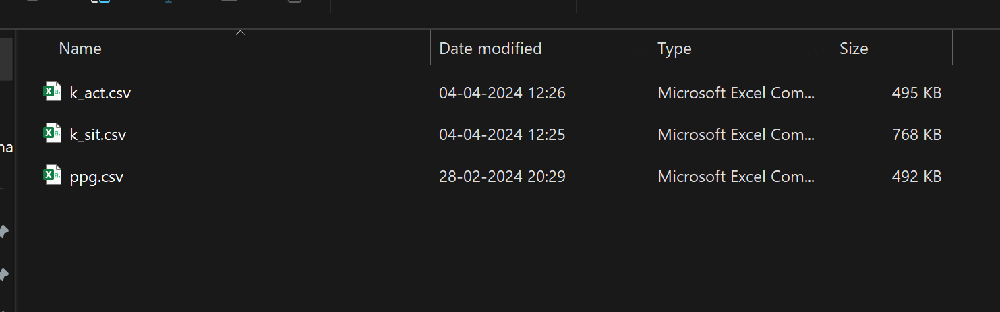 Name Date modified Type Size
k_act.csv 04-04-2024 12:26 Microsoft Excel Com... 495 KB
k_sit.csv 04-04-2024 12:25 Microsoft Excel Com... 768 KB
na
ppg.csv 28-02-2024 20:29 Microsoft Excel Com... 492 KB